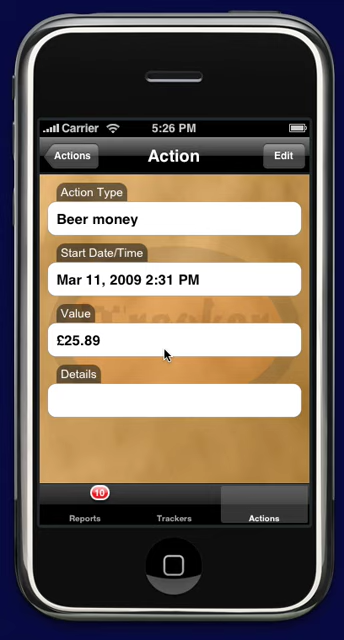 Carrier 5:26 PM
Actions Action Edit
Action Type
Beer money
Start Date/Time
Mar 11, 2009 2:31 PM
Value
Tracker
£25.89
Details
10
Reports Trackers Actions